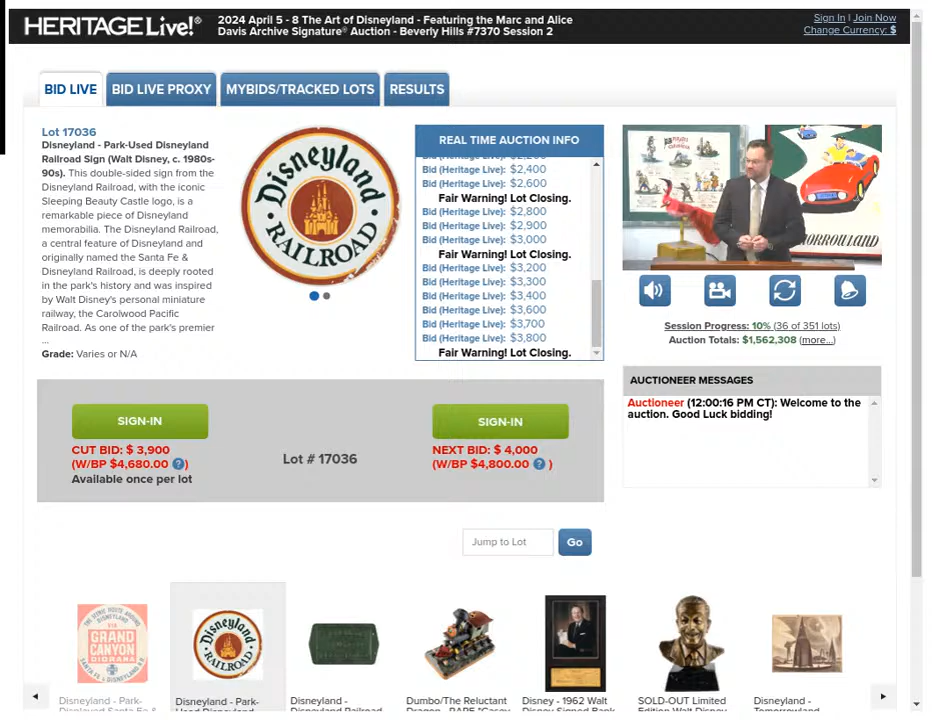 HERITAGE Live!®
2024 April 5 - 8 The Art of Disneyland - Featuring the Marc and Alice
Davis Archive Signature® Auction - Beverly Hills #7370 Session 2
Sign In | Join Now
Change Currency: $
BID LIVE
BID LIVE PROXY
MYBIDS/TRACKED LOTS
RESULTS
Lot 17036
Disneyland - Park-Used Disneyland
Railroad Sign (Walt Disney, c. 1980s-
90s). This double-sided sign from the
Disneyland Railroad, with the iconic
Sleeping Beauty Castle logo, is a
remarkable piece of Disneyland
memorabilia. The Disneyland Railroad,
a central feature of Disneyland and
originally named the Santa Fe &
Disneyland Railroad, is deeply rooted
in the park's history and was inspired
by Walt Disney's personal miniature
railway, the Carolwood Pacific
Railroad. As one of the park's premier
...
Grade: Varies or N/A
Disneyland
RAILROAD
REAL TIME AUCTION INFO
Bid (Heritage Live): $2,200
Bid (Heritage Live): $2,400
Bid (Heritage Live): $2,600
Fair Warning! Lot Closing.
Bid (Heritage Live): $2,800
Bid (Heritage Live): $2,900
Bid (Heritage Live): $3,000
Fair Warning! Lot Closing.
Bid (Heritage Live): $3,200
Bid (Heritage Live): $3,300
Bid (Heritage Live): $3,400
Bid (Heritage Live): $3,600
Bid (Heritage Live): $3,700
Bid (Heritage Live): $3,800
Fair Warning! Lot Closing.
Session Progress: 10% (36 of 351 lots)
Auction Totals: $1,562,308 (more...)
AUCTIONEER MESSAGES
Auctioneer (12:00:16 PM CT): Welcome to the
auction. Good Luck bidding!
SIGN-IN
CUT BID: $ 3,900
(W/BP $4,680.00 ?)
Available once per lot
Lot # 17036
SIGN-IN
NEXT BID: $ 4,000
(W/BP $4,800.00 ? )
Jump to Lot
Go
GRAND
CANYON
DIORAMA
Disneyland
RAILROAD
Disneyland - Park-
Displayed Santa Fe &
Disneyland - Park-
Used Disneyland
Disneyland -
Disneyland Railroad
Dumbo/The Reluctant
Dragon - RARE "Casey
Disney - 1962 Walt
Disney Signed Bank
SOLD-OUT Limited
Edition Walt Disney
Disneyland -
Tomorrowland